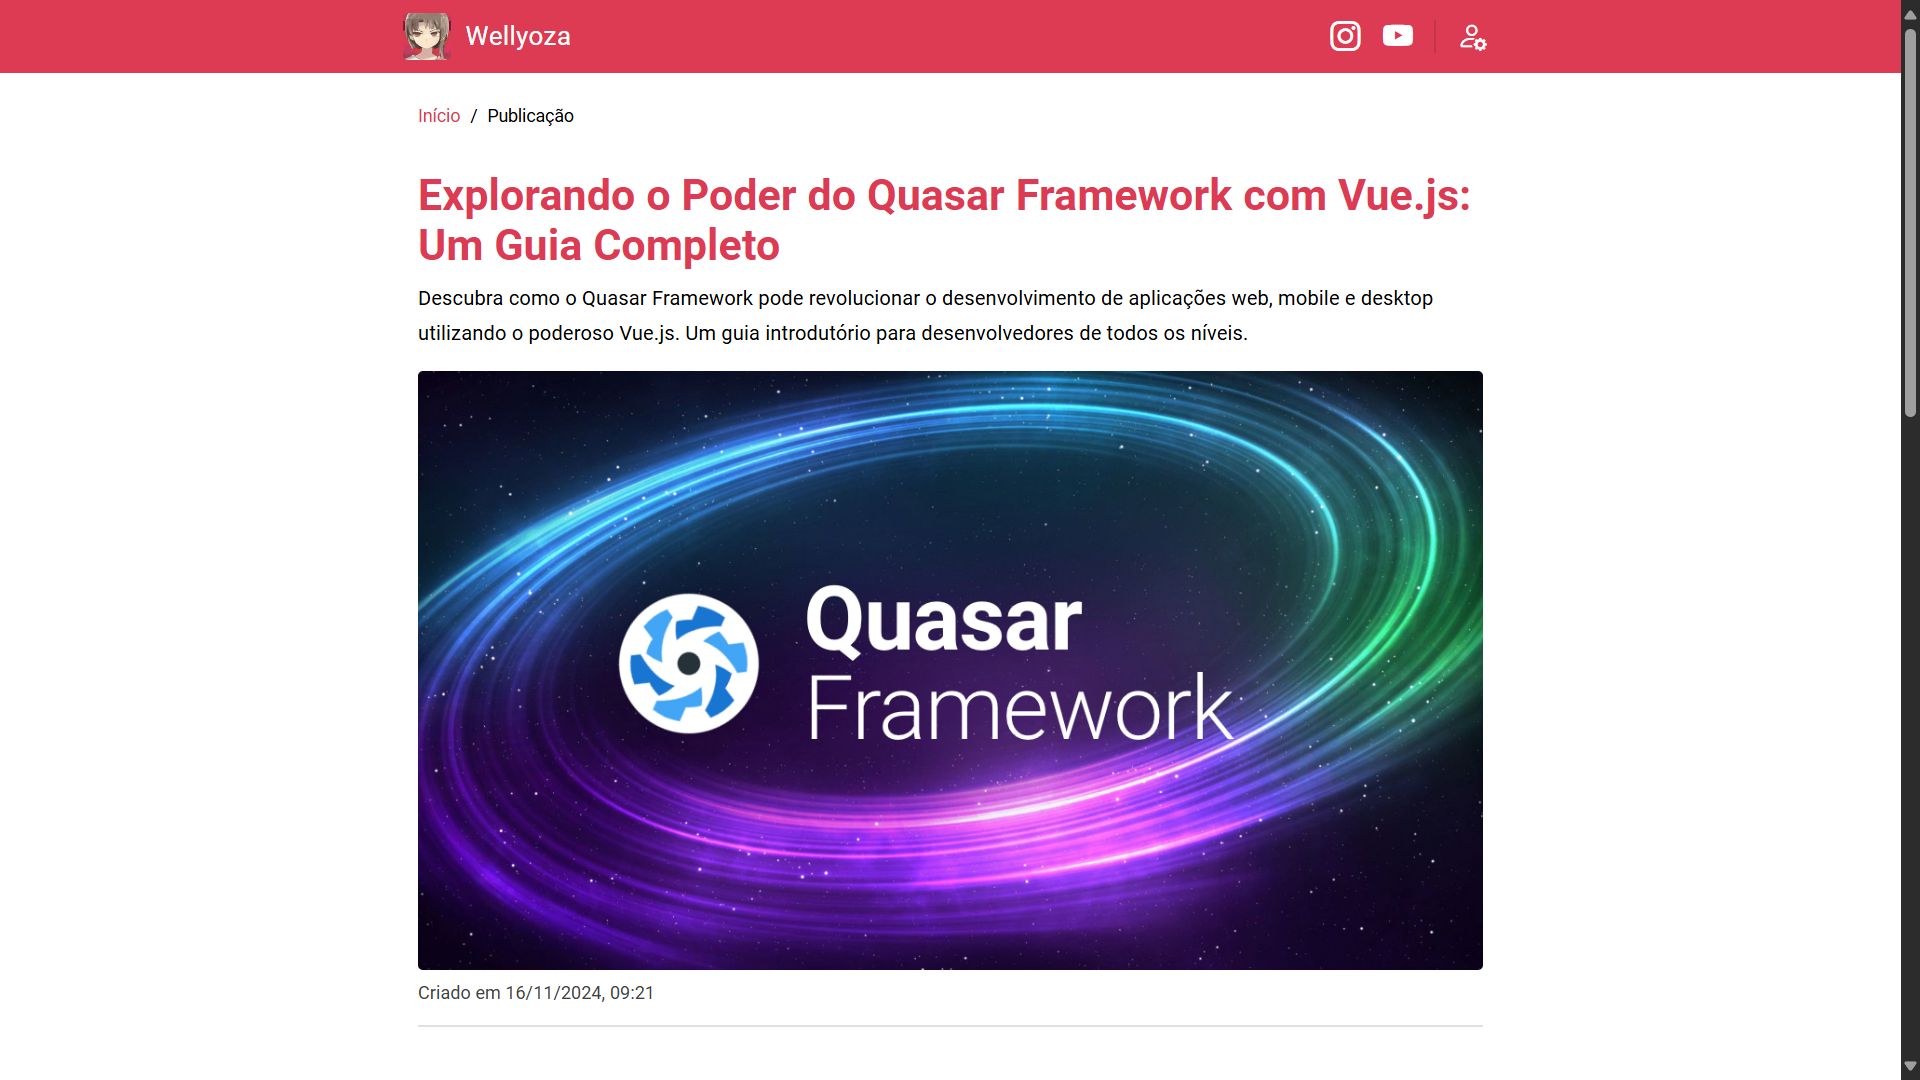 Wellyoza
Início / Publicação
Explorando o Poder do Quasar Framework com Vue.js:
Um Guia Completo
Descubra como o Quasar Framework pode revolucionar o desenvolvimento de aplicações web, mobile e desktop
utilizando o poderoso Vue.js. Um guia introdutório para desenvolvedores de todos os níveis.
Quasar
Framework
Criado em 16/11/2024, 09:21